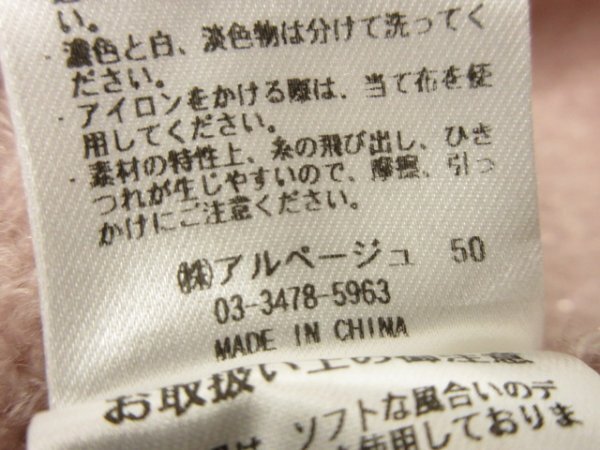 い。
・濃色と白、淡色物は分けて洗ってく
ださい。
・アイロンをかける際は、当て布を使
用してください。
・素材の特性上、糸の飛び出し、ひき
つれが生じやすいので、摩擦、引っ
かけにご注意ください。
㈱アルページュ 50
03-3478-5963
MADE IN CHINA
お取扱い上の御注意
ソフトな風合いのデ
使用しておりま